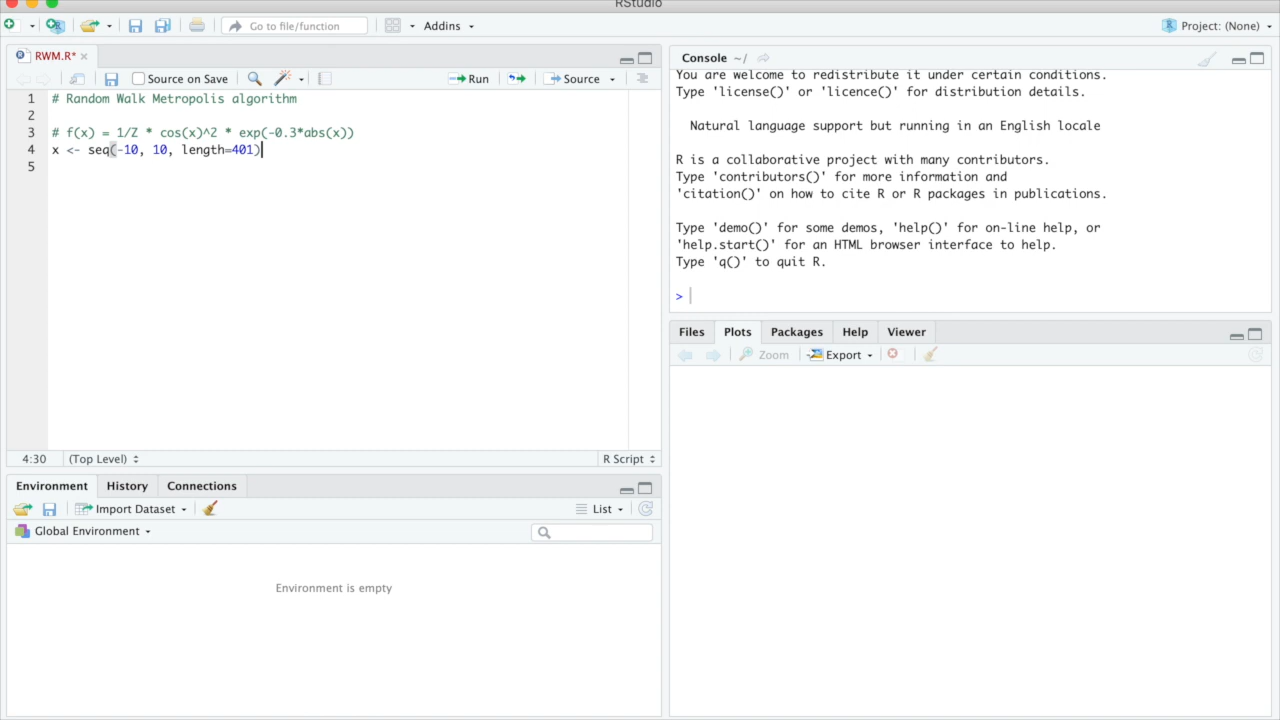 RStudio
Go to file/function
Addins
Project: (None)
RWM.R*
Source on Save
Run
Source
1 # Random Walk Metropolis algorithm
2
3 # f(x) = 1/Z * cos(x)^2 * exp(-0.3*abs(x))
4 x <- seq(-10, 10, length=401)
5
4:30
(Top Level)
R Script
Environment
History
Connections
Import Dataset
List
Global Environment
Environment is empty
Console ~/
You are welcome to redistribute it under certain conditions.
Type 'license()' or 'licence()' for distribution details.
Natural language support but running in an English locale
R is a collaborative project with many contributors.
Type 'contributors()' for more information and
'citation()' on how to cite R or R packages in publications.
Type 'demo()' for some demos, 'help()' for on-line help, or
'help.start()' for an HTML browser interface to help.
Type 'q()' to quit R.
>
Files
Plots
Packages
Help
Viewer
Zoom
Export